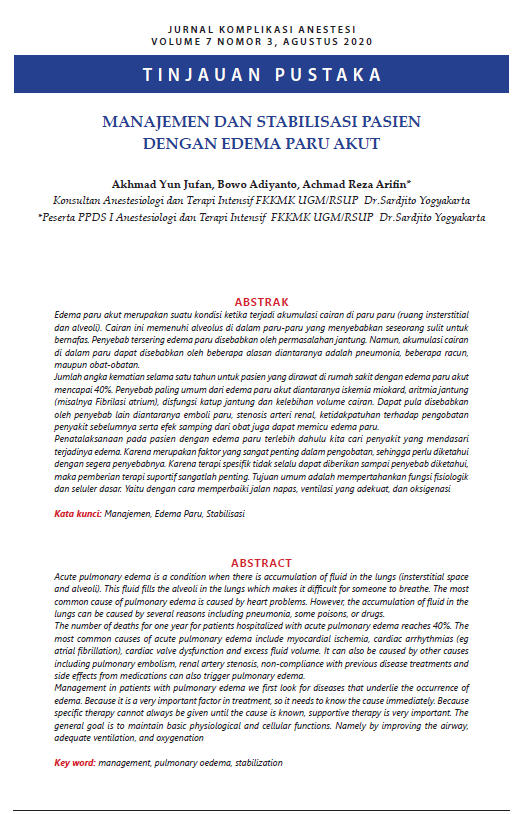 JURNAL KOMPLIKASI ANESTESI
VOLUME 7 NOMOR 3, AGUSTUS 2020
TINJAUAN PUSTAKA
MANAJEMEN DAN STABILISASI PASIEN
DENGAN EDEMA PARU AKUT
Akhmad Yun Jufan, Bowo Adiyanto, Achmad Reza Arifin*
Konsultan Anestesiologi dan Terapi Intensif FKKMK UGM/RSUP Dr.Sardjito Yogyakarta
*Peserta PPDS I Anestesiologi dan Terapi Intensif FKKMK UGM/RSUP Dr.Sardjito Yogyakarta
ABSTRAK
Edema paru akut merupakan suatu kondisi ketika terjadi akumulasi cairan di paru paru (ruang insterstitial
dan alveoli). Cairan ini memenuhi alveolus di dalam paru-paru yang menyebabkan seseorang sulit untuk
bernafas. Penyebab tersering edema paru disebabkan oleh permasalahan jantung. Namun, akumulasi cairan
di dalam paru dapat disebabkan oleh beberapa alasan diantaranya adalah pneumonia, beberapa racun,
maupun obat-obatan.
Jumlah angka kematian selama satu tahun untuk pasien yang dirawat di rumah sakit dengan edema paru akut
mencapai 40%. Penyebab paling umum dari edema paru akut diantaranya iskemia miokard, aritmia jantung
(misalnya Fibrilasi atrium), disfungsi katup jantung dan kelebihan volume cairan. Dapat pula disebabkan
oleh penyebab lain diantaranya emboli paru, stenosis arteri renal, ketidakpatuhan terhadap pengobatan
penyakit sebelumnya serta efek samping dari obat juga dapat memicu edema paru.
Penatalaksanaan pada pasien dengan edema paru terlebih dahulu kita cari penyakit yang mendasari
terjadinya edema. Karena merupakan faktor yang sangat penting dalam pengobatan, sehingga perlu diketahui
dengan segera penyebabnya. Karena terapi spesifik tidak selalu dapat diberikan sampai penyebab diketahui,
maka pemberian terapi suportif sangatlah penting. Tujuan umum adalah mempertahankan fungsi fisiologik
dan seluler dasar. Yaitu dengan cara memperbaiki jalan napas, ventilasi yang adequat, dan oksigenasi
Kata kunci: Manajemen, Edema Paru, Stabilisasi
ABSTRACT
Acute pulmonary edema is a condition when there is accumulation of fluid in the lungs (insterstitial space
and alveoli). This fluid fills the alveoli in the lungs which makes it difficult for someone to breathe. The most
common cause of pulmonary edema is caused by heart problems. However, the accumulation of fluid in the
lungs can be caused by several reasons including pneumonia, some poisons, or drugs.
The number of deaths for one year for patients hospitalized with acute pulmonary edema reaches 40%. The
most common causes of acute pulmonary edema include myocardial ischemia, cardiac arrhythmias (eg
atrial fibrillation), cardiac valve dysfunction and excess fluid volume. It can also be caused by other causes
including pulmonary embolism, renal artery stenosis, non-compliance with previous disease treatments and
side effects from medications can also trigger pulmonary edema.
Management in patients with pulmonary edema we first look for diseases that underlie the occurrence of
edema. Because it is a very important factor in treatment, so it needs to know the cause immediately. Because
specific therapy cannot always be given until the cause is known, supportive therapy is very important. The
general goal is to maintain basic physiological and cellular functions. Namely by improving the airway,
adequate ventilation, and oxygenation
Key word: management, pulmonary oedema, stabilization